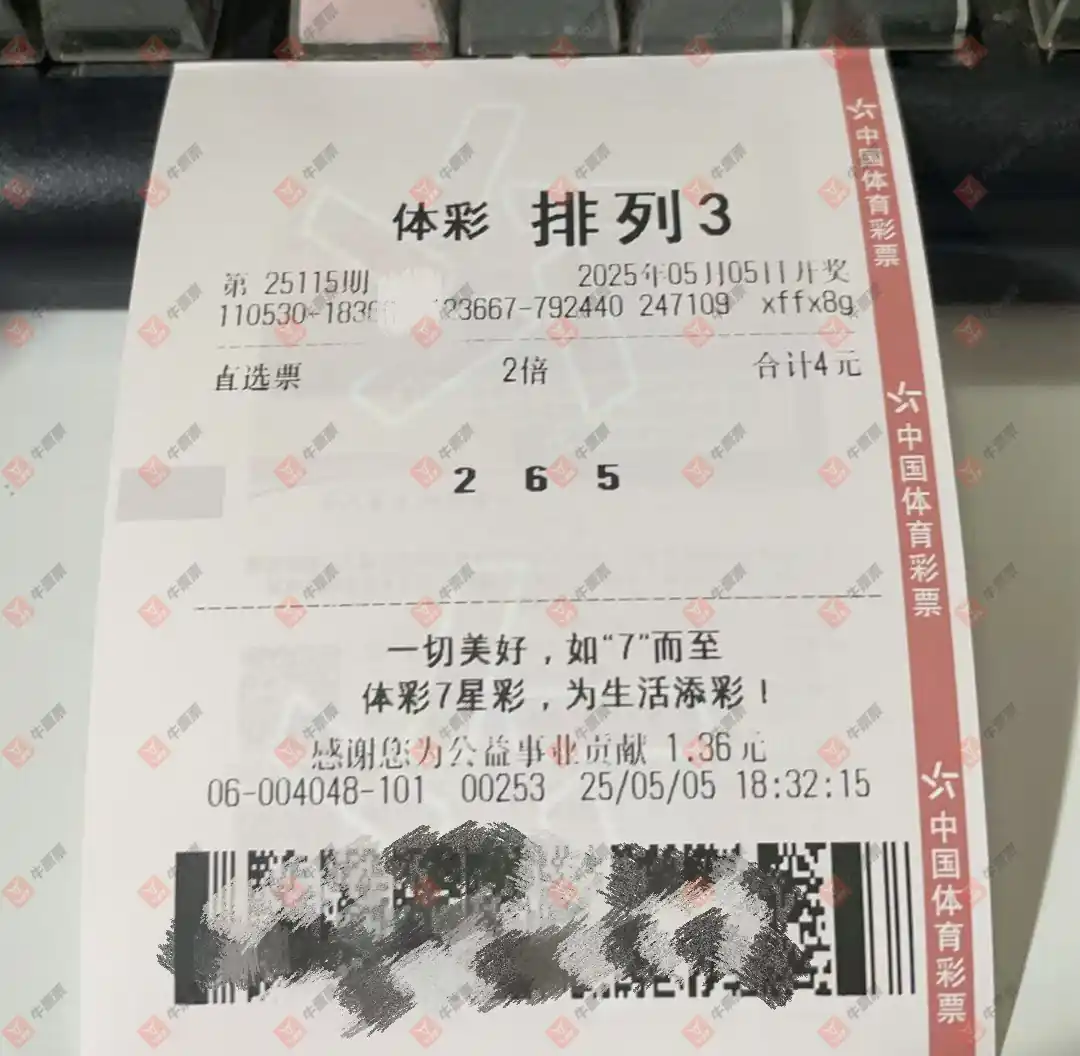 体彩 排列3
第 25115期 2025年05月05日开奖
110530-1836 23667-792440 247109 xffx8g
直选票 2倍 合计4元
2 6 5
一切美好，如“7”而至
体彩7星彩，为生活添彩！
感谢您为公益事业贡献 1.36元
06-004048-101 00253 25/05/05 18:32:15
中国体育彩票
中国体育彩票
中国体育彩票